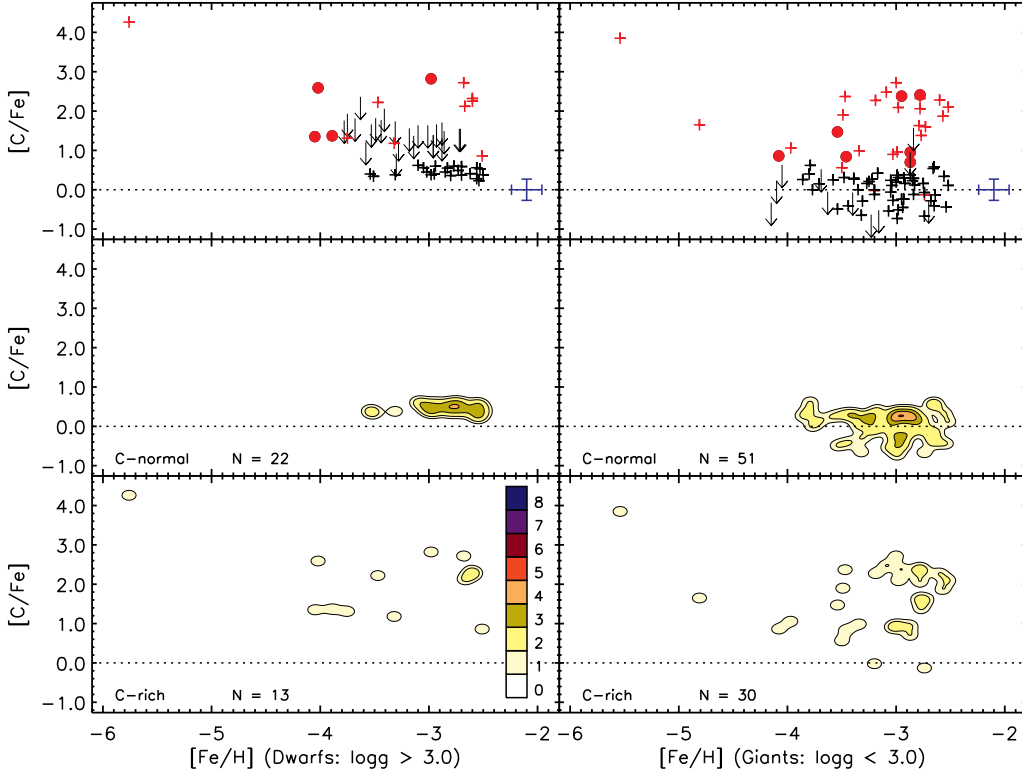 4.0
3.0
2.0
1.0
0.0
−1.0
[C/Fe]
4.0
3.0
2.0
1.0
0.0
−1.0
[C/Fe]
C−normal N = 22
C−normal N = 51
4.0
3.0
2.0
1.0
0.0
−1.0
[C/Fe]
8
7
6
5
4
3
2
1
0
C−rich N = 13
C−rich N = 30
−6 −5 −4 −3 −2
−6 −5 −4 −3 −2
[Fe/H] (Dwarfs: logg > 3.0)
[Fe/H] (Giants: logg < 3.0)